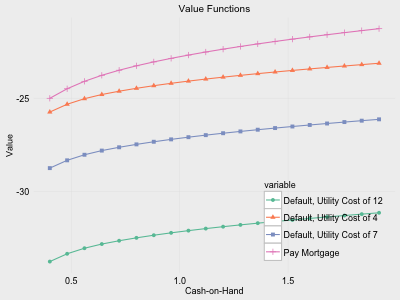 Value Functions
Value
-25
-30
variable
Default, Utility Cost of 12
Default, Utility Cost of 4
Default, Utility Cost of 7
Pay Mortgage
0.5
1.0
1.5
Cash-on-Hand